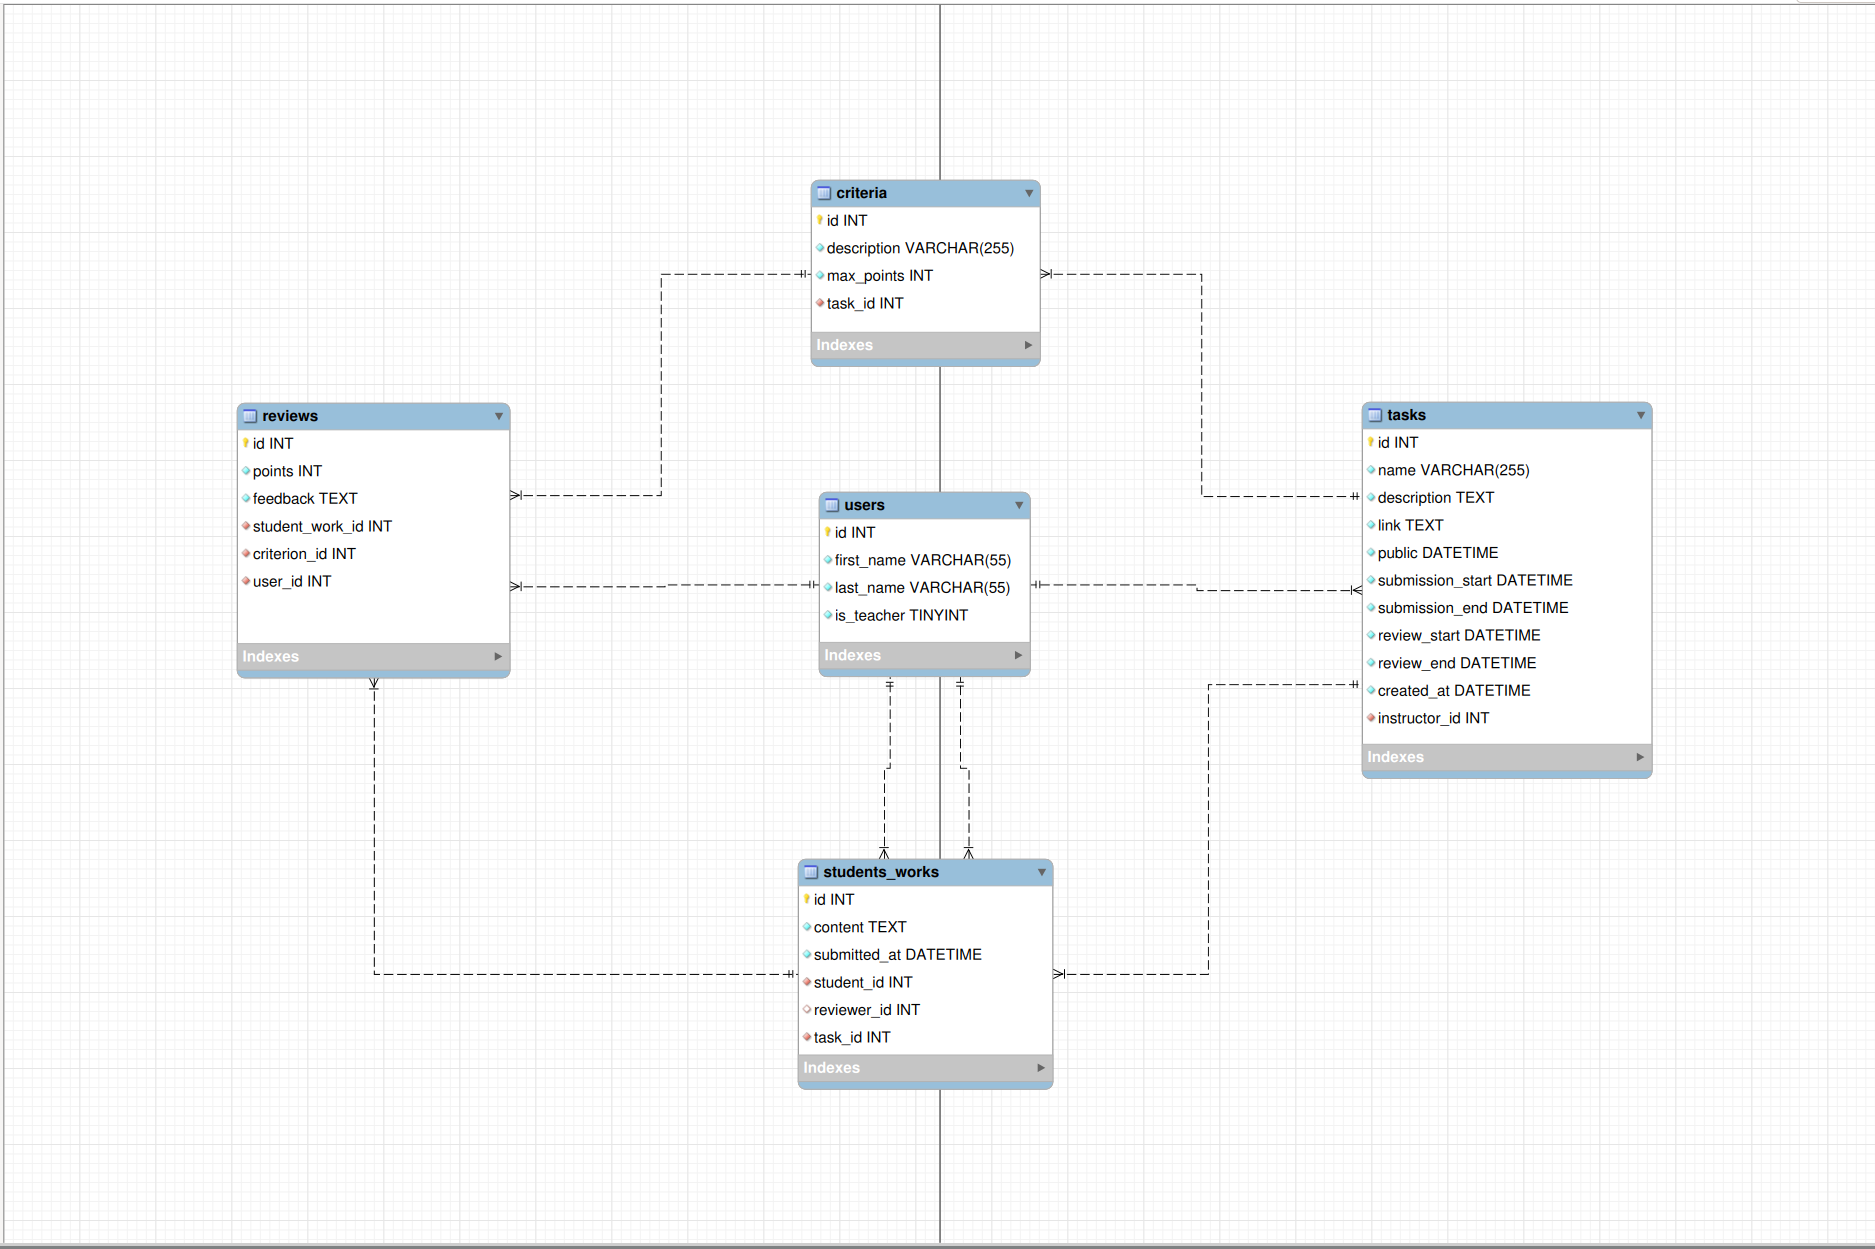 criteria
id INT
description VARCHAR(255)
max_points INT
task_id INT
Indexes
reviews
id INT
points INT
feedback TEXT
student_work_id INT
criterion_id INT
user_id INT
Indexes
users
id INT
first_name VARCHAR(55)
last_name VARCHAR(55)
is_teacher TINYINT
Indexes
tasks
id INT
name VARCHAR(255)
description TEXT
link TEXT
public DATETIME
submission_start DATETIME
submission_end DATETIME
review_start DATETIME
review_end DATETIME
created_at DATETIME
instructor_id INT
Indexes
students_works
id INT
content TEXT
submitted_at DATETIME
student_id INT
reviewer_id INT
task_id INT
Indexes